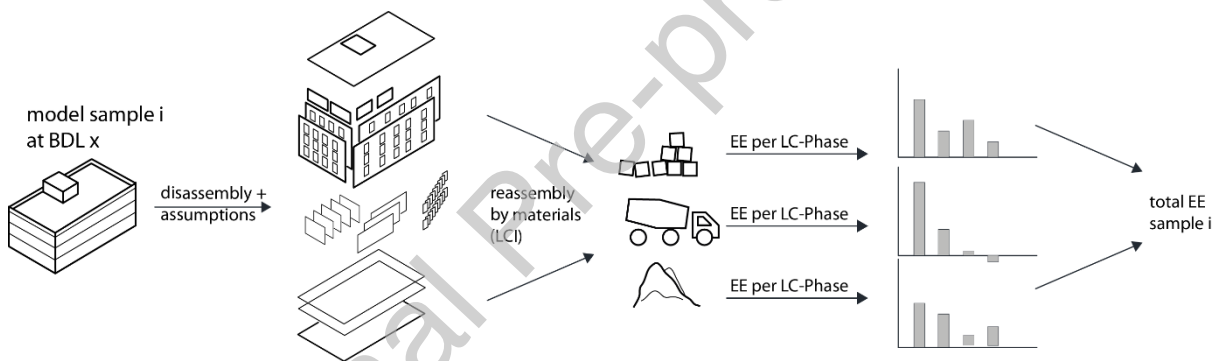 model sample i
at BDL x
disassembly +
assumptions
reassembly
by materials
(LCI)
EE per LC-Phase
EE per LC-Phase
EE per LC-Phase
total EE
sample i